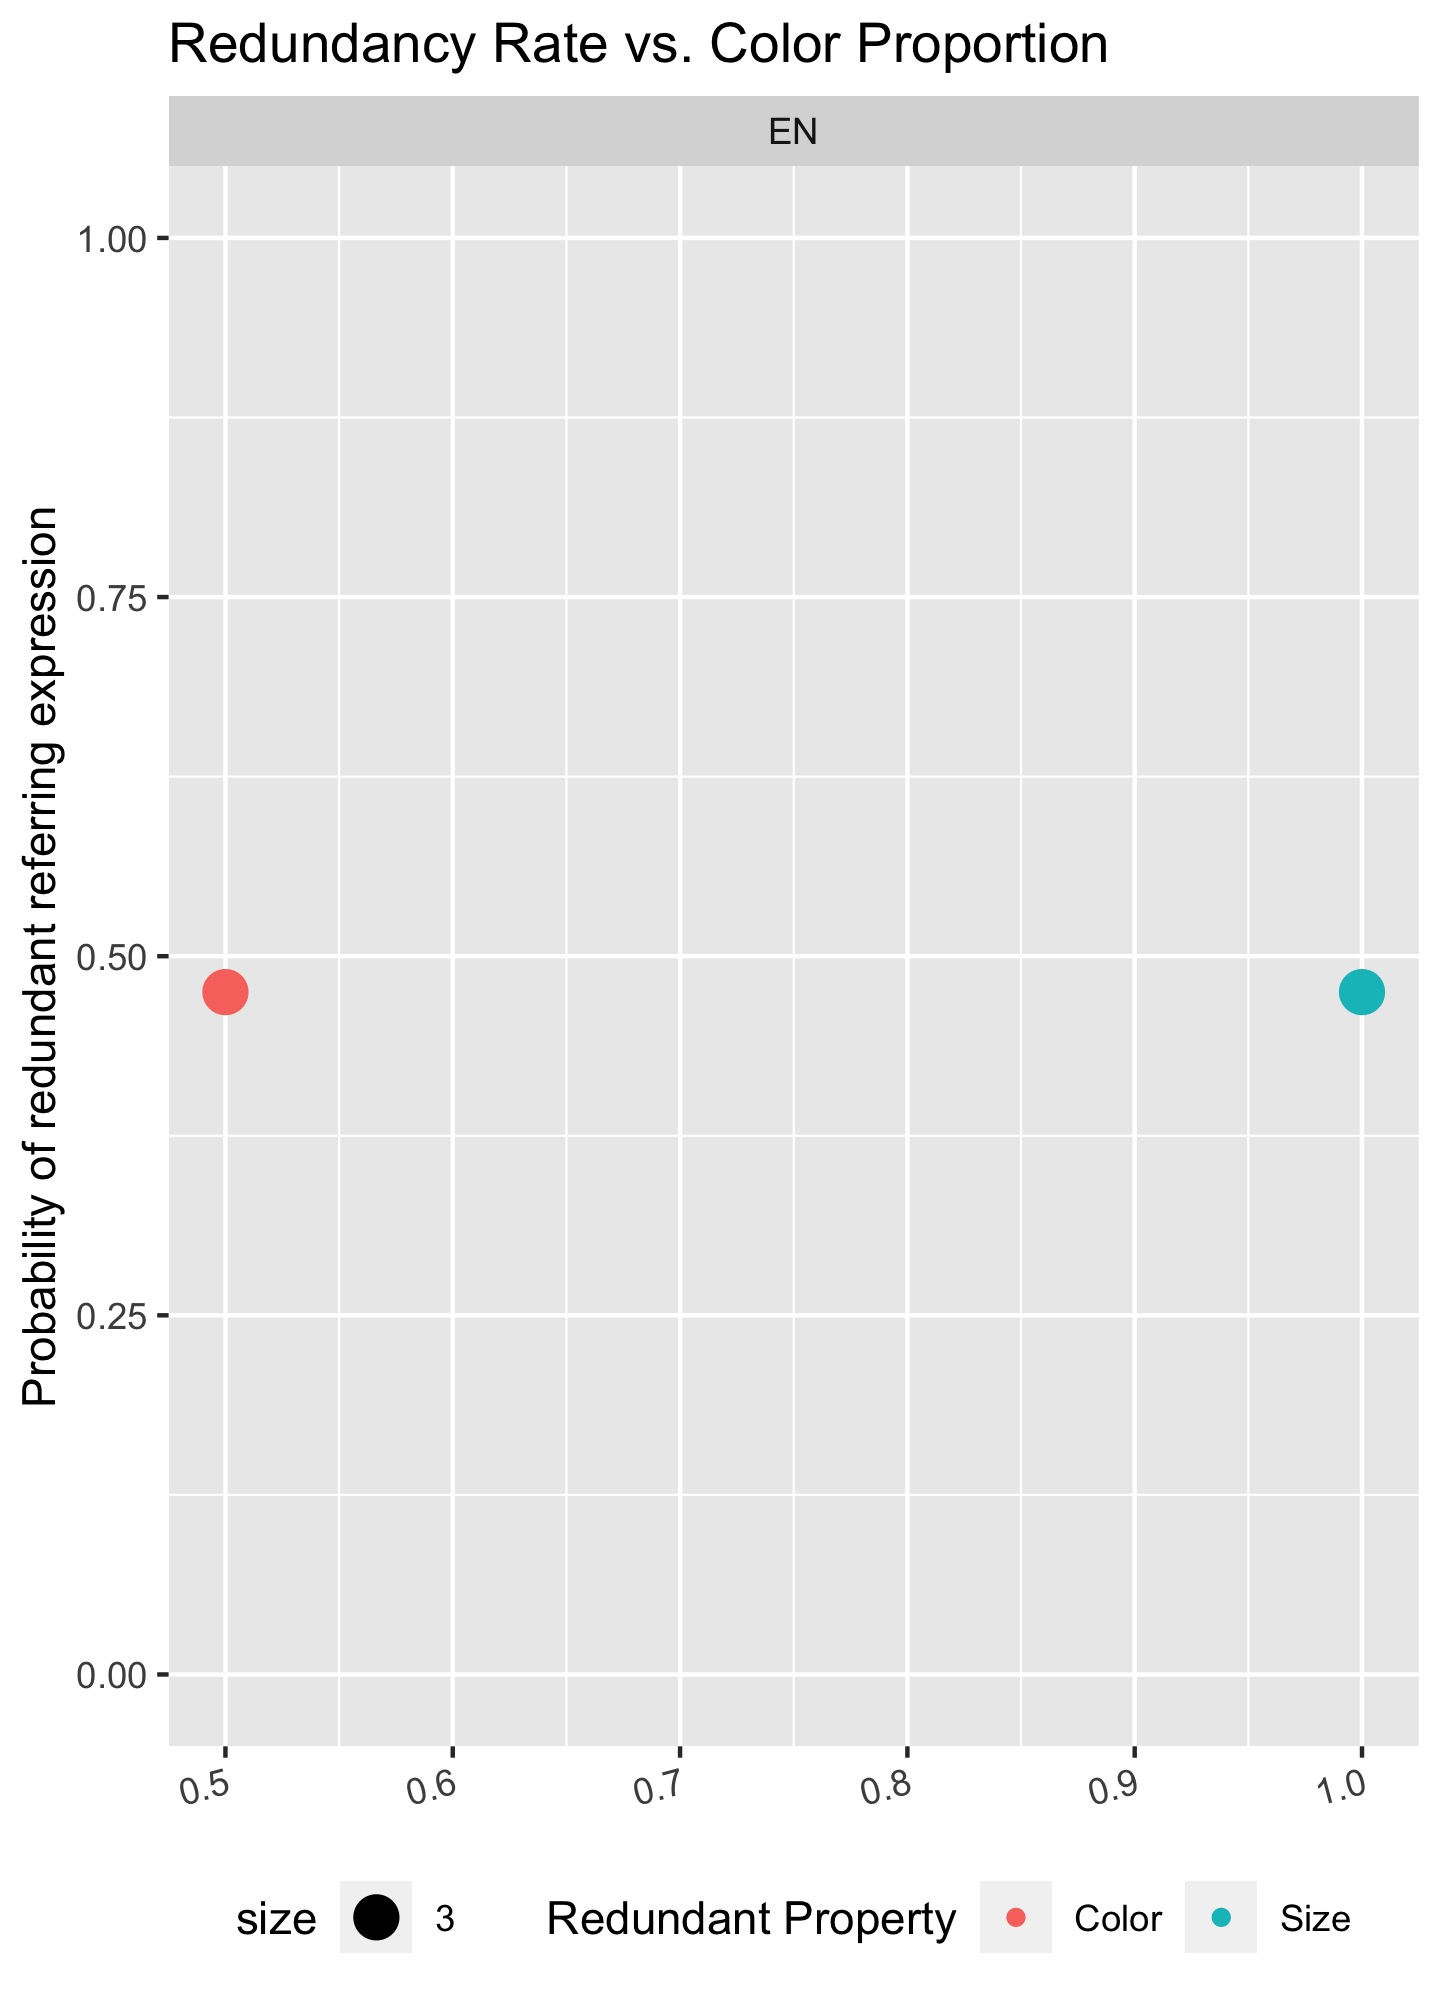 Redundancy Rate vs. Color Proportion
EN
Probability of redundant referring expression
1.00
0.75
0.50
0.25
0.00
0.5 0.6 0.7 0.8 0.9 1.0
size 3 Redundant Property Color Size